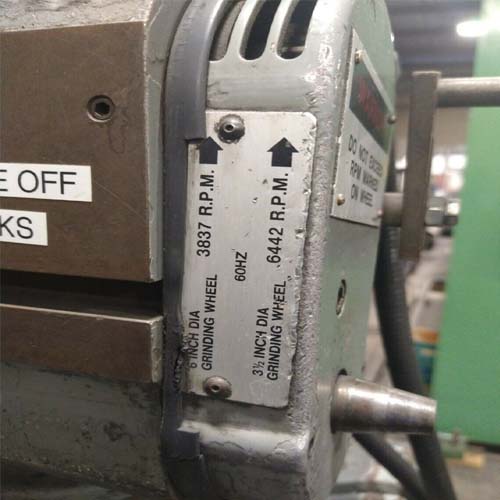 E OFF
KS
6 INCH DIA
GRINDING WHEEL 3837 R.P.M.
60HZ
3½ INCH DIA
GRINDING WHEEL 6442 R.P.M.
DO NOT EXCEED
RPM MARKED
ON WHEEL